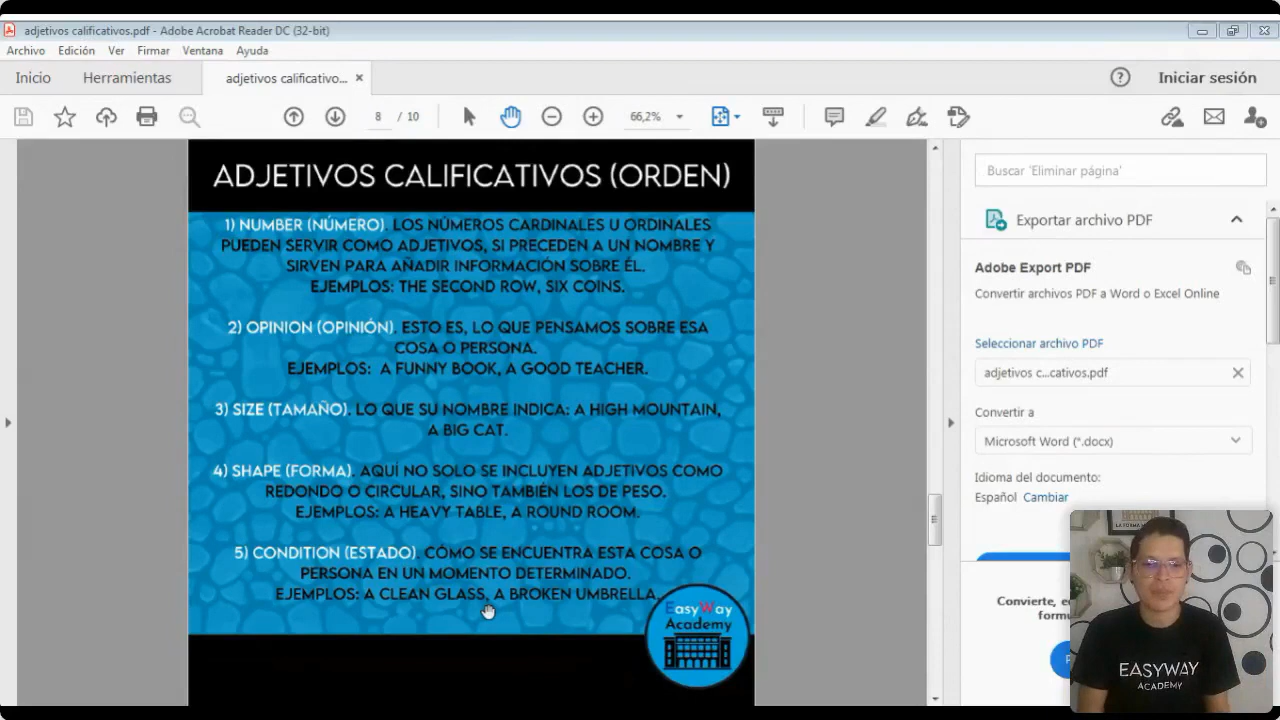 adjetivos calificativos.pdf - Adobe Acrobat Reader DC (32-bit)
Archivo Edición Ver Firmar Ventana Ayuda
Inicio Herramientas adjetivos calificativo... ×
Iniciar sesión
8 / 10 66,2%
ADJETIVOS CALIFICATIVOS (ORDEN)
1) NUMBER (NÚMERO). LOS NÚMEROS CARDINALES U ORDINALES
PUEDEN SERVIR COMO ADJETIVOS, SI PRECEDEN A UN NOMBRE Y
SIRVEN PARA AÑADIR INFORMACIÓN SOBRE ÉL.
EJEMPLOS: THE SECOND ROW, SIX COINS.
2) OPINION (OPINIÓN). ESTO ES, LO QUE PENSAMOS SOBRE ESA
COSA O PERSONA.
EJEMPLOS: A FUNNY BOOK, A GOOD TEACHER.
3) SIZE (TAMAÑO). LO QUE SU NOMBRE INDICA: A HIGH MOUNTAIN,
A BIG CAT.
4) SHAPE (FORMA). AQUÍ NO SOLO SE INCLUYEN ADJETIVOS COMO
REDONDO O CIRCULAR, SINO TAMBIÉN LOS DE PESO.
EJEMPLOS: A HEAVY TABLE, A ROUND ROOM.
5) CONDITION (ESTADO). CÓMO SE ENCUENTRA ESTA COSA O
PERSONA EN UN MOMENTO DETERMINADO.
EJEMPLOS: A CLEAN GLASS, A BROKEN UMBRELLA.
EasyWay
Academy
Buscar 'Eliminar página'
Exportar archivo PDF
Adobe Export PDF
Convertir archivos PDF a Word o Excel Online
Seleccionar archivo PDF
adjetivos c...cativos.pdf
Convertir a
Microsoft Word (*.docx)
Idioma del documento:
Español Cambiar
Convierte, e
EASYWAY
ACADEMY